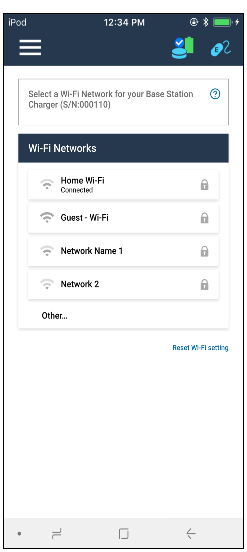 iPod 12:34 PM
Select a Wi-Fi Network for your Base Station
Charger (S/N:000110)
Wi-Fi Networks
Home Wi-Fi
Connected
Guest - Wi-Fi
Network Name 1
Network 2
Other...
Reset Wi-Fi setting